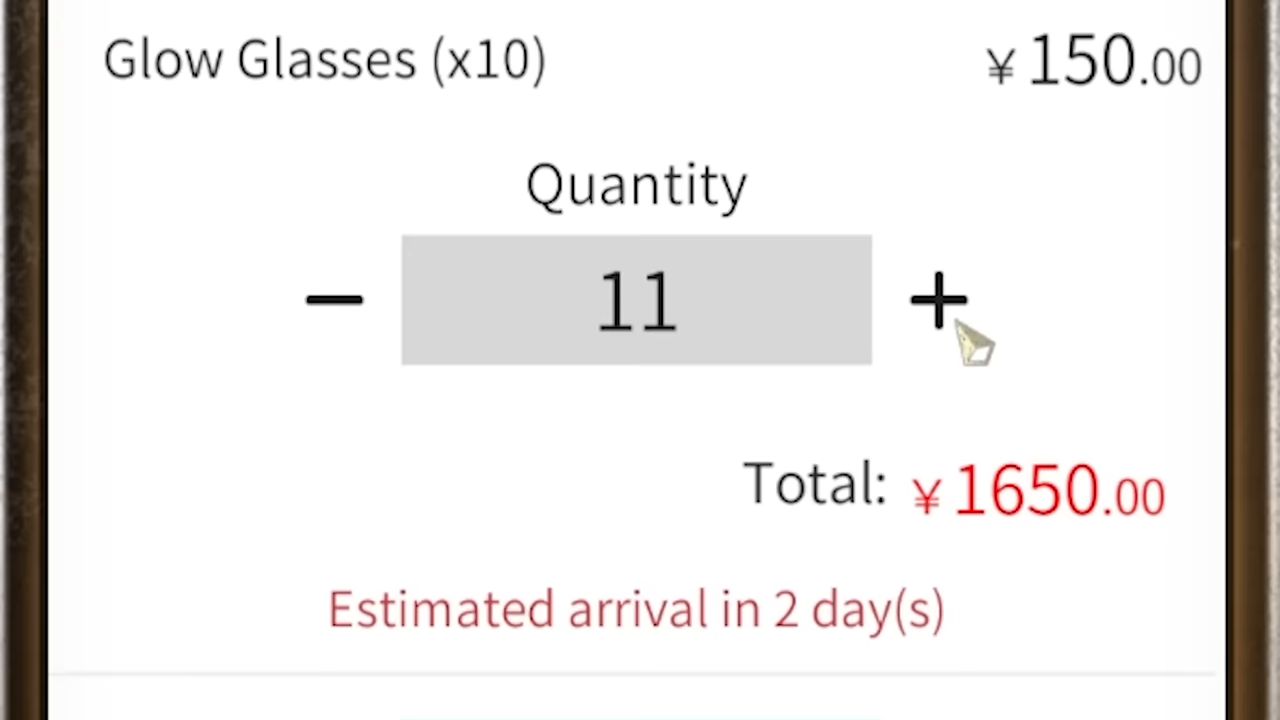 Glow Glasses (x10) ¥150.00
Quantity
− 11 +
Total: ¥1650.00
Estimated arrival in 2 day(s)